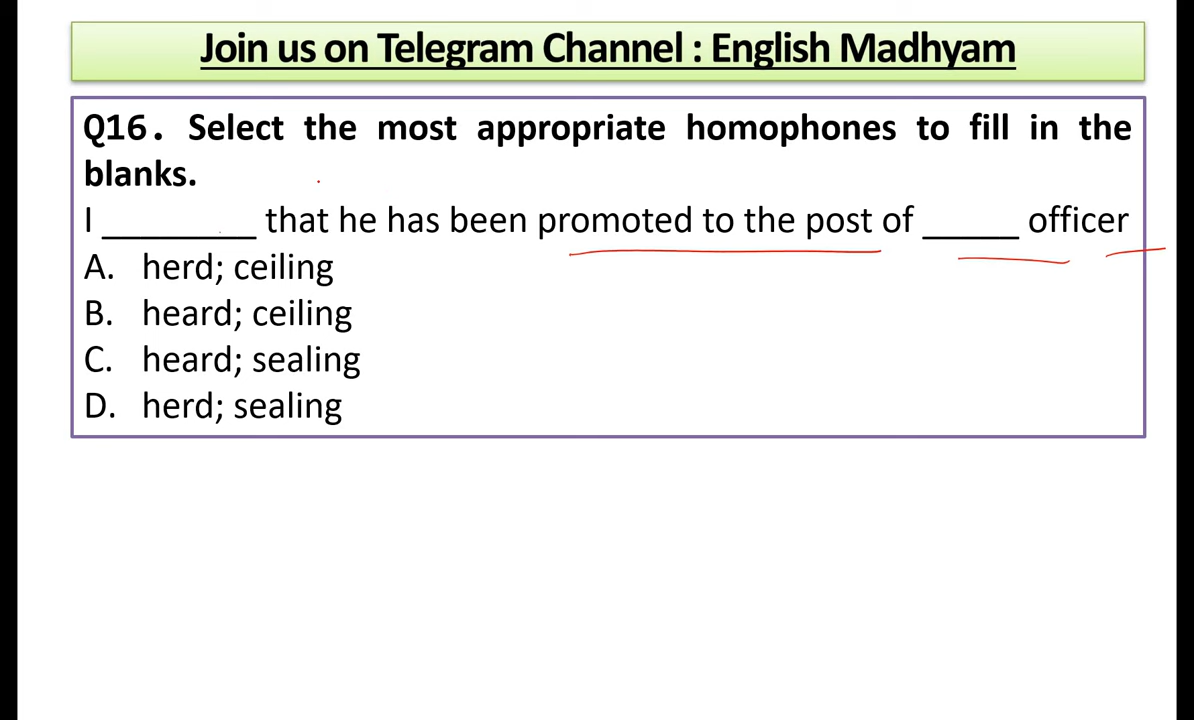 Join us on Telegram Channel : English Madhyam
Q16. Select the most appropriate homophones to fill in the
blanks.
I ________ that he has been promoted to the post of _____ officer
A. herd; ceiling
B. heard; ceiling
C. heard; sealing
D. herd; sealing